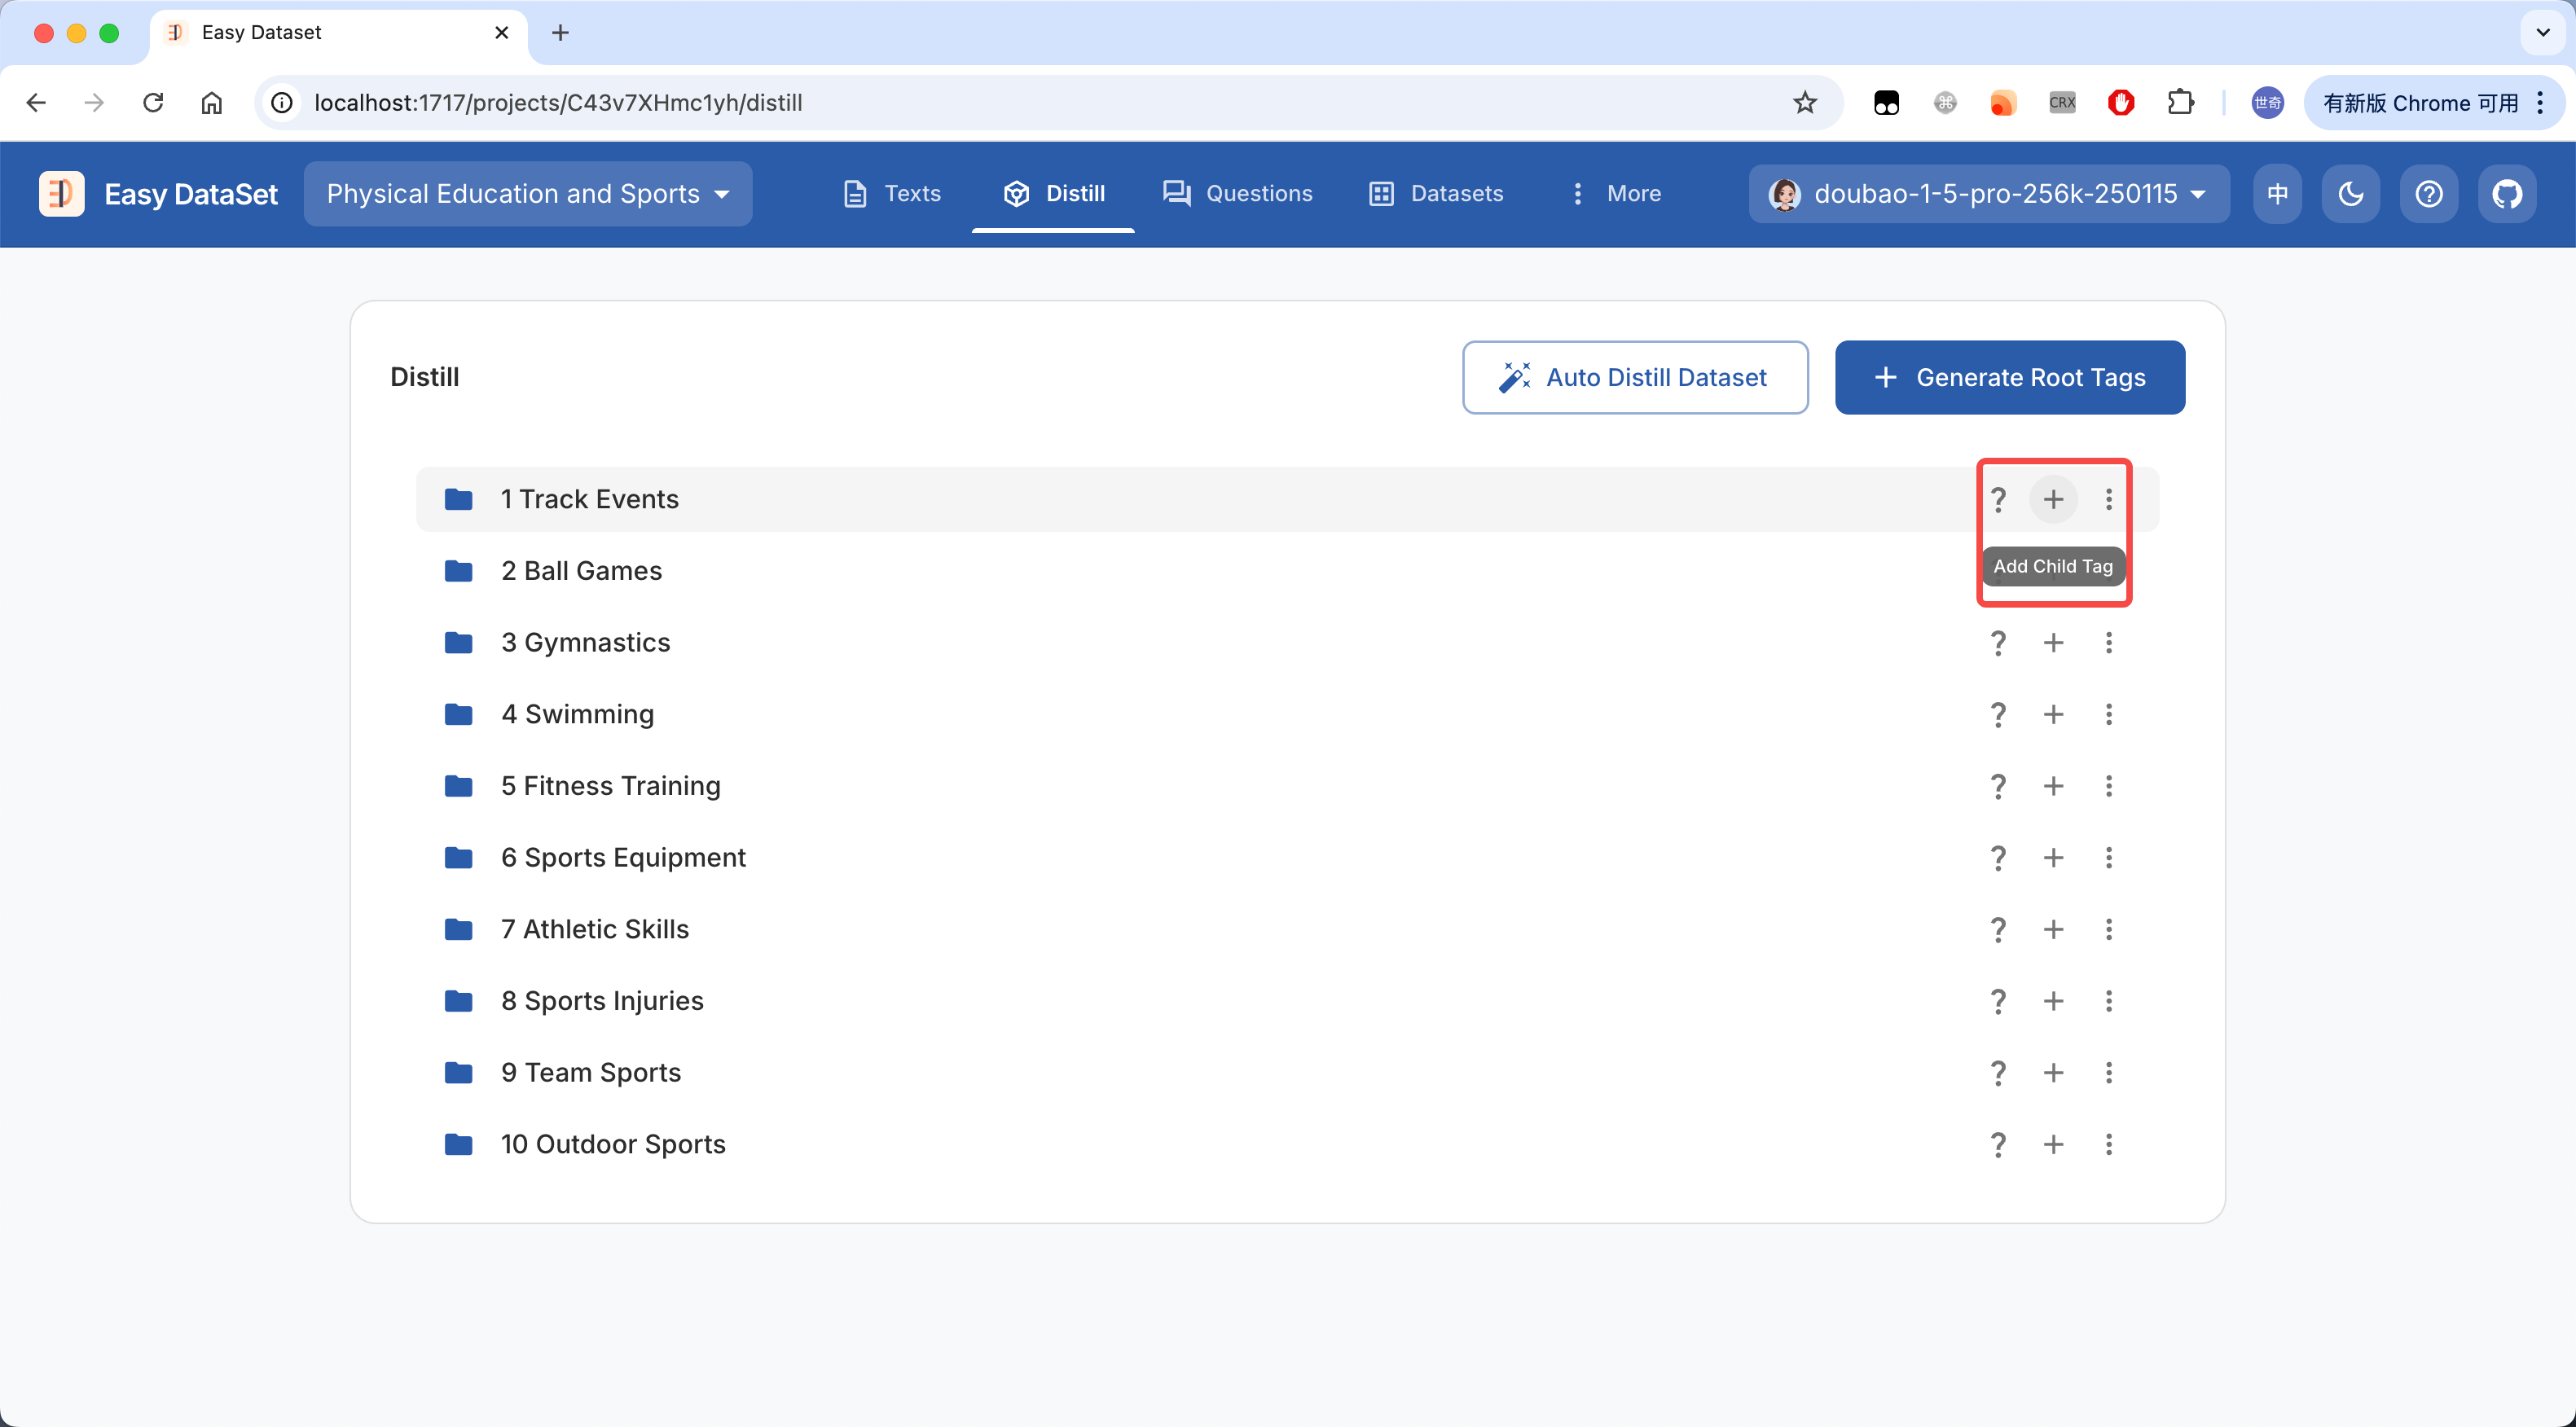 Easy Dataset
localhost:1717/projects/C43v7XHmc1yh/distill
CRX
世奇
有新版 Chrome 可用
Easy DataSet
Physical Education and Sports
Texts
Distill
Questions
Datasets
More
doubao-1-5-pro-256k-250115
中
Distill
Auto Distill Dataset
+ Generate Root Tags
1 Track Events
? +
Add Child Tag
2 Ball Games
3 Gymnastics
? +
4 Swimming
? +
5 Fitness Training
? +
6 Sports Equipment
? +
7 Athletic Skills
? +
8 Sports Injuries
? +
9 Team Sports
? +
10 Outdoor Sports
? +